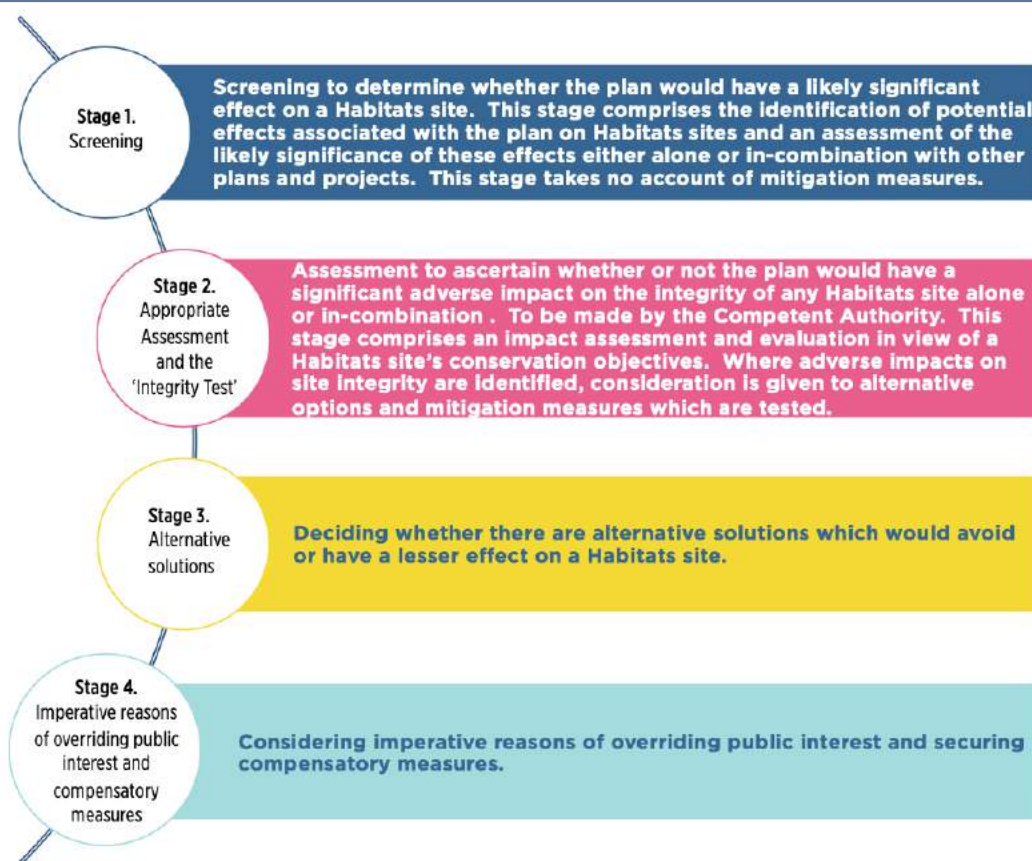 Stage 1.
Screening
Screening to determine whether the plan would have a likely significant
effect on a Habitats site. This stage comprises the identification of potential
effects associated with the plan on Habitats sites and an assessment of the
likely significance of these effects either alone or in-combination with other
plans and projects. This stage takes no account of mitigation measures.
Stage 2.
Appropriate
Assessment
and the
'Integrity Test'
Assessment to ascertain whether or not the plan would have a
significant adverse impact on the integrity of any Habitats site alone
or in-combination . To be made by the Competent Authority. This
stage comprises an impact assessment and evaluation in view of a
Habitats site's conservation objectives. Where adverse impacts on
site integrity are identified, consideration is given to alternative
options and mitigation measures which are tested.
Stage 3.
Alternative
solutions
Deciding whether there are alternative solutions which would avoid
or have a lesser effect on a Habitats site.
Stage 4.
Imperative reasons
of overriding public
interest and
compensatory
measures
Considering imperative reasons of overriding public interest and securing
compensatory measures.